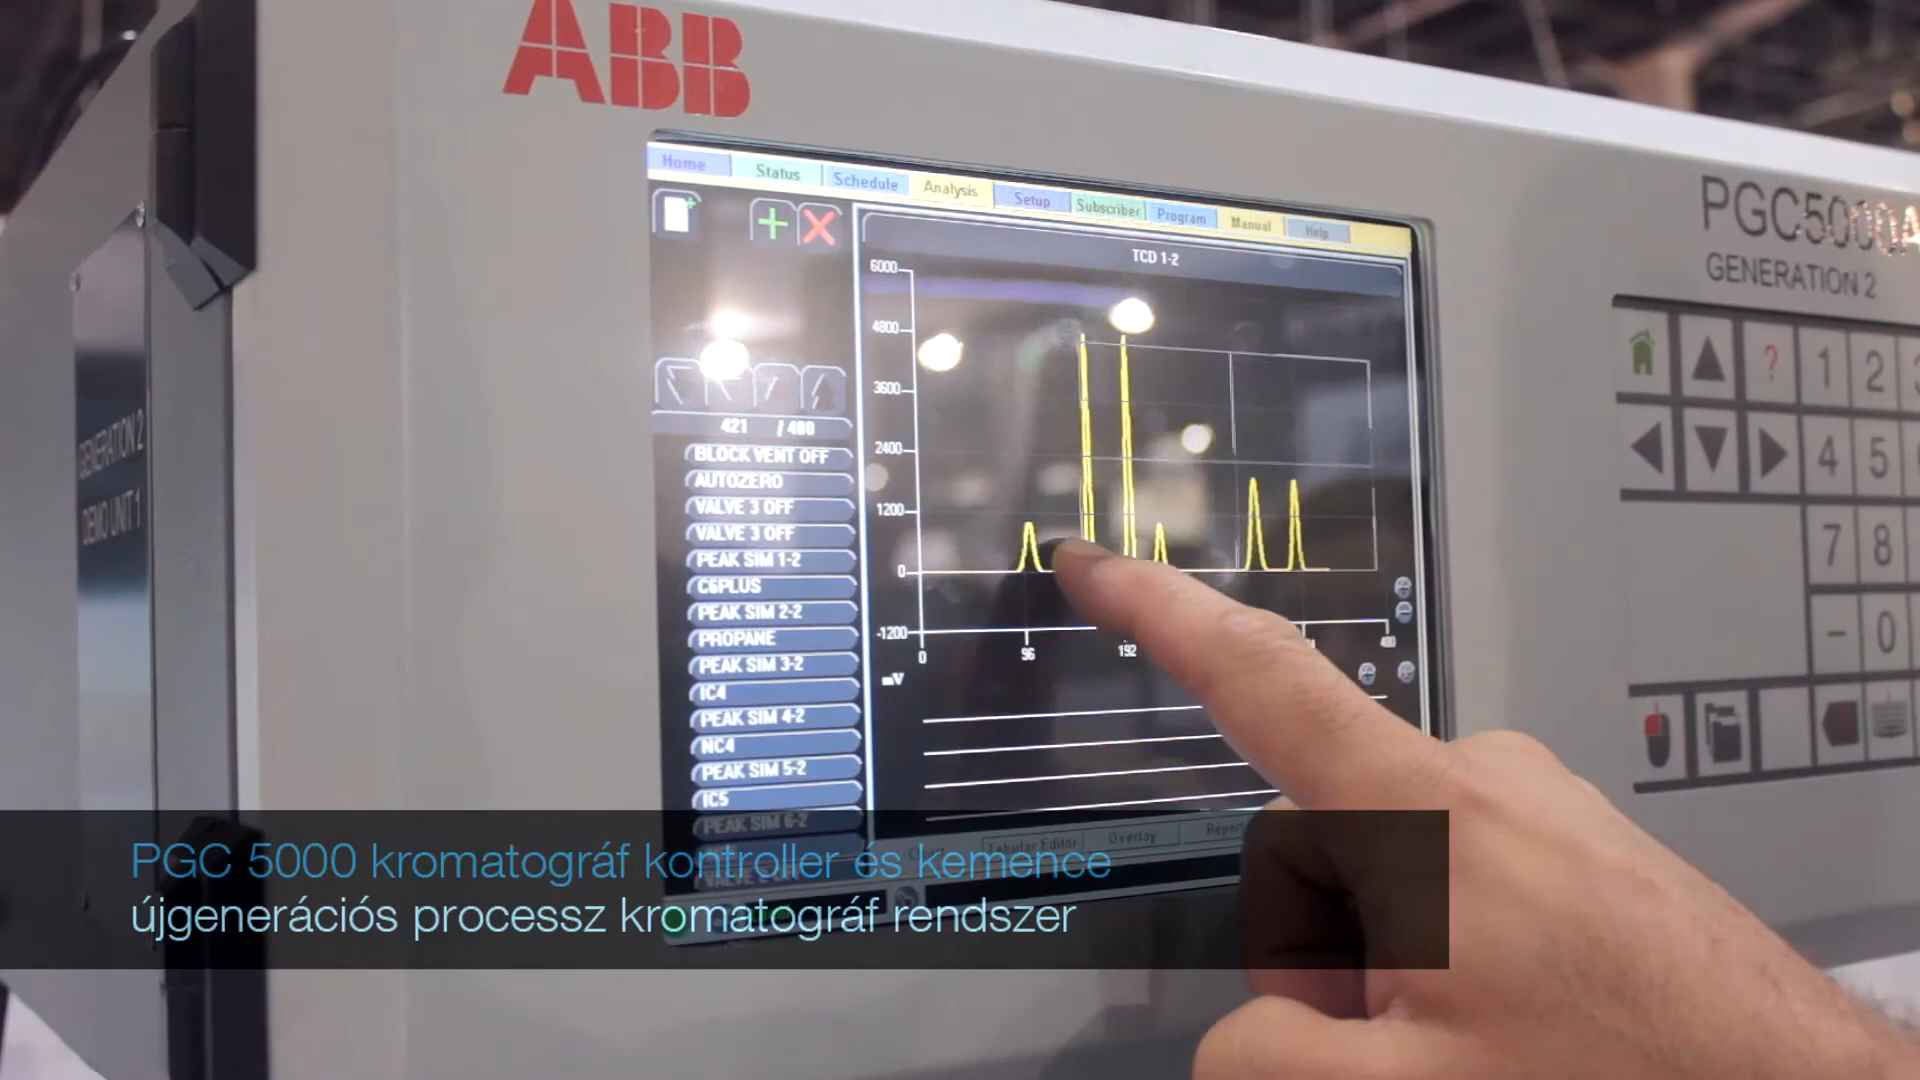 ABB
PGC5000A
GENERATION 2
Home Status Schedule Analysis Setup Subscriber Program Manual Help
TCD 1-2
6000
4800
3600
2400
1200
0
-1200
0 96 192 480
mV
421 / 480
BLOCK VENT OFF
AUTOZERO
VALVE 3 OFF
VALVE 3 OFF
PEAK SIM 1-2
C6PLUS
PEAK SIM 2-2
PROPANE
PEAK SIM 3-2
IC4
PEAK SIM 4-2
NC4
PEAK SIM 5-2
IC5
PEAK SIM 6-2
Tabular Editor Overlay Report
GENERATION 2
DEMO UNIT 1
? 1 2 3
4 5
7 8
- 0
PGC 5000 kromatográf kontroller és kemence
újgenerációs processz kromatográf rendszer